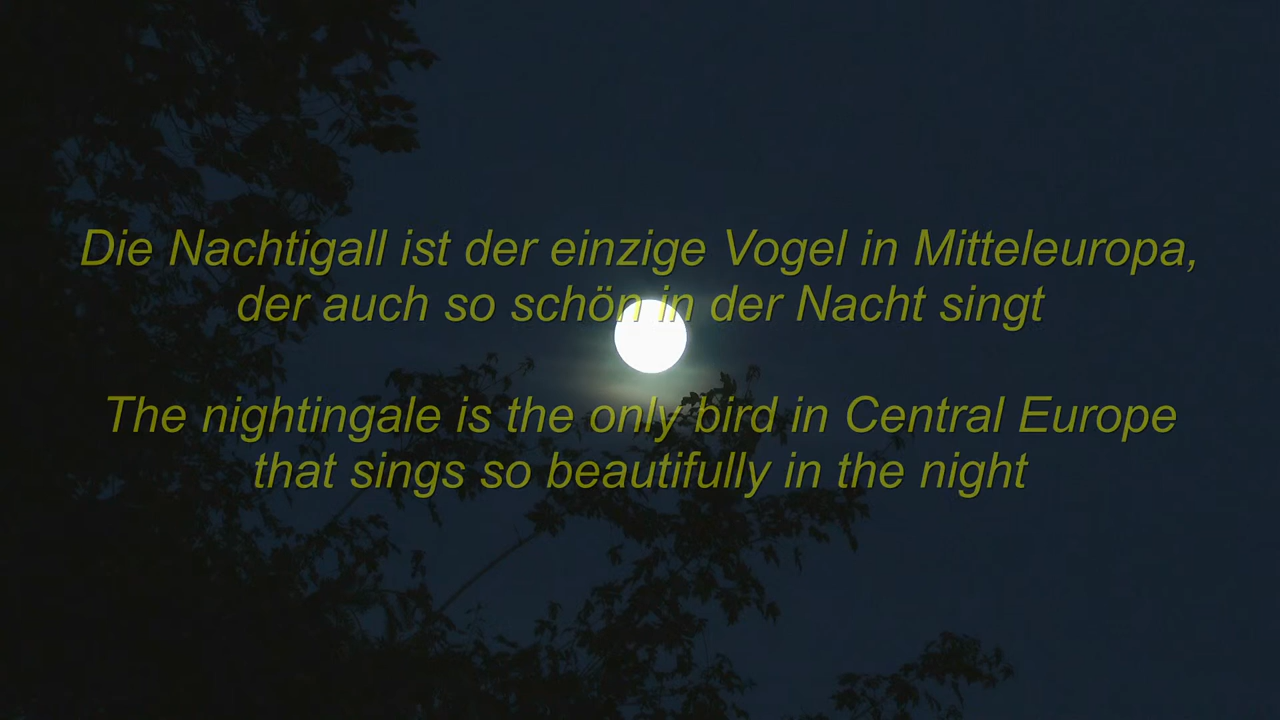 Die Nachtigall ist der einzige Vogel in Mitteleuropa,
der auch so schön in der Nacht singt
The nightingale is the only bird in Central Europe
that sings so beautifully in the night